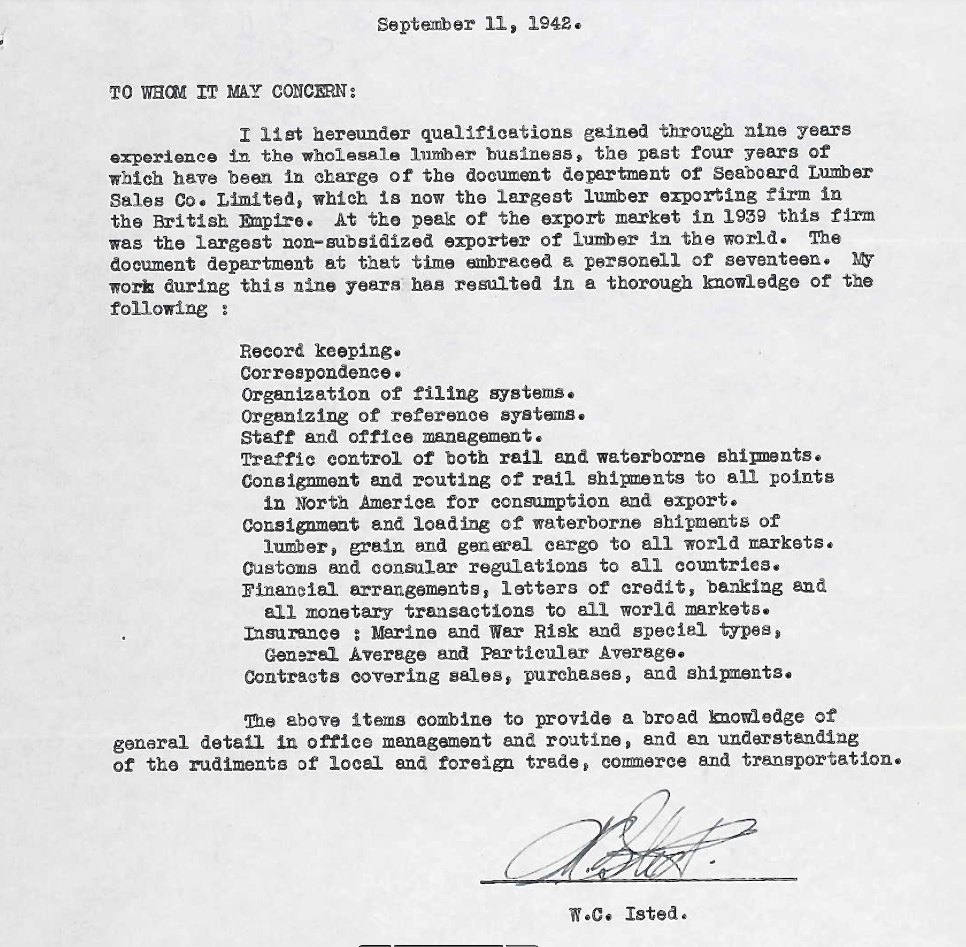 September 11, 1942.
TO WHOM IT MAY CONCERN:
I list hereunder qualifications gained through nine years
experience in the wholesale lumber business, the past four years of
which have been in charge of the document department of Seaboard Lumber
Sales Co. Limited, which is now the largest lumber exporting firm in
the British Empire. At the peak of the export market in 1939 this firm
was the largest non-subsidized exporter of lumber in the world. The
document department at that time embraced a personell of seventeen. My
work during this nine years has resulted in a thorough knowledge of the
following :
Record keeping.
Correspondence.
Organization of filing systems.
Organizing of reference systems.
Staff and office management.
Traffic control of both rail and waterborne shipments.
Consignment and routing of rail shipments to all points
in North America for consumption and export.
Consignment and loading of waterborne shipments of
lumber, grain and general cargo to all world markets.
Customs and consular regulations to all countries.
Financial arrangements, letters of credit, banking and
all monetary transactions to all world markets.
Insurance : Marine and War Risk and special types,
General Average and Particular Average.
Contracts covering sales, purchases, and shipments.
The above items combine to provide a broad knowledge of
general detail in office management and routine, and an understanding
of the rudiments of local and foreign trade, commerce and transportation.
W.C. Isted.